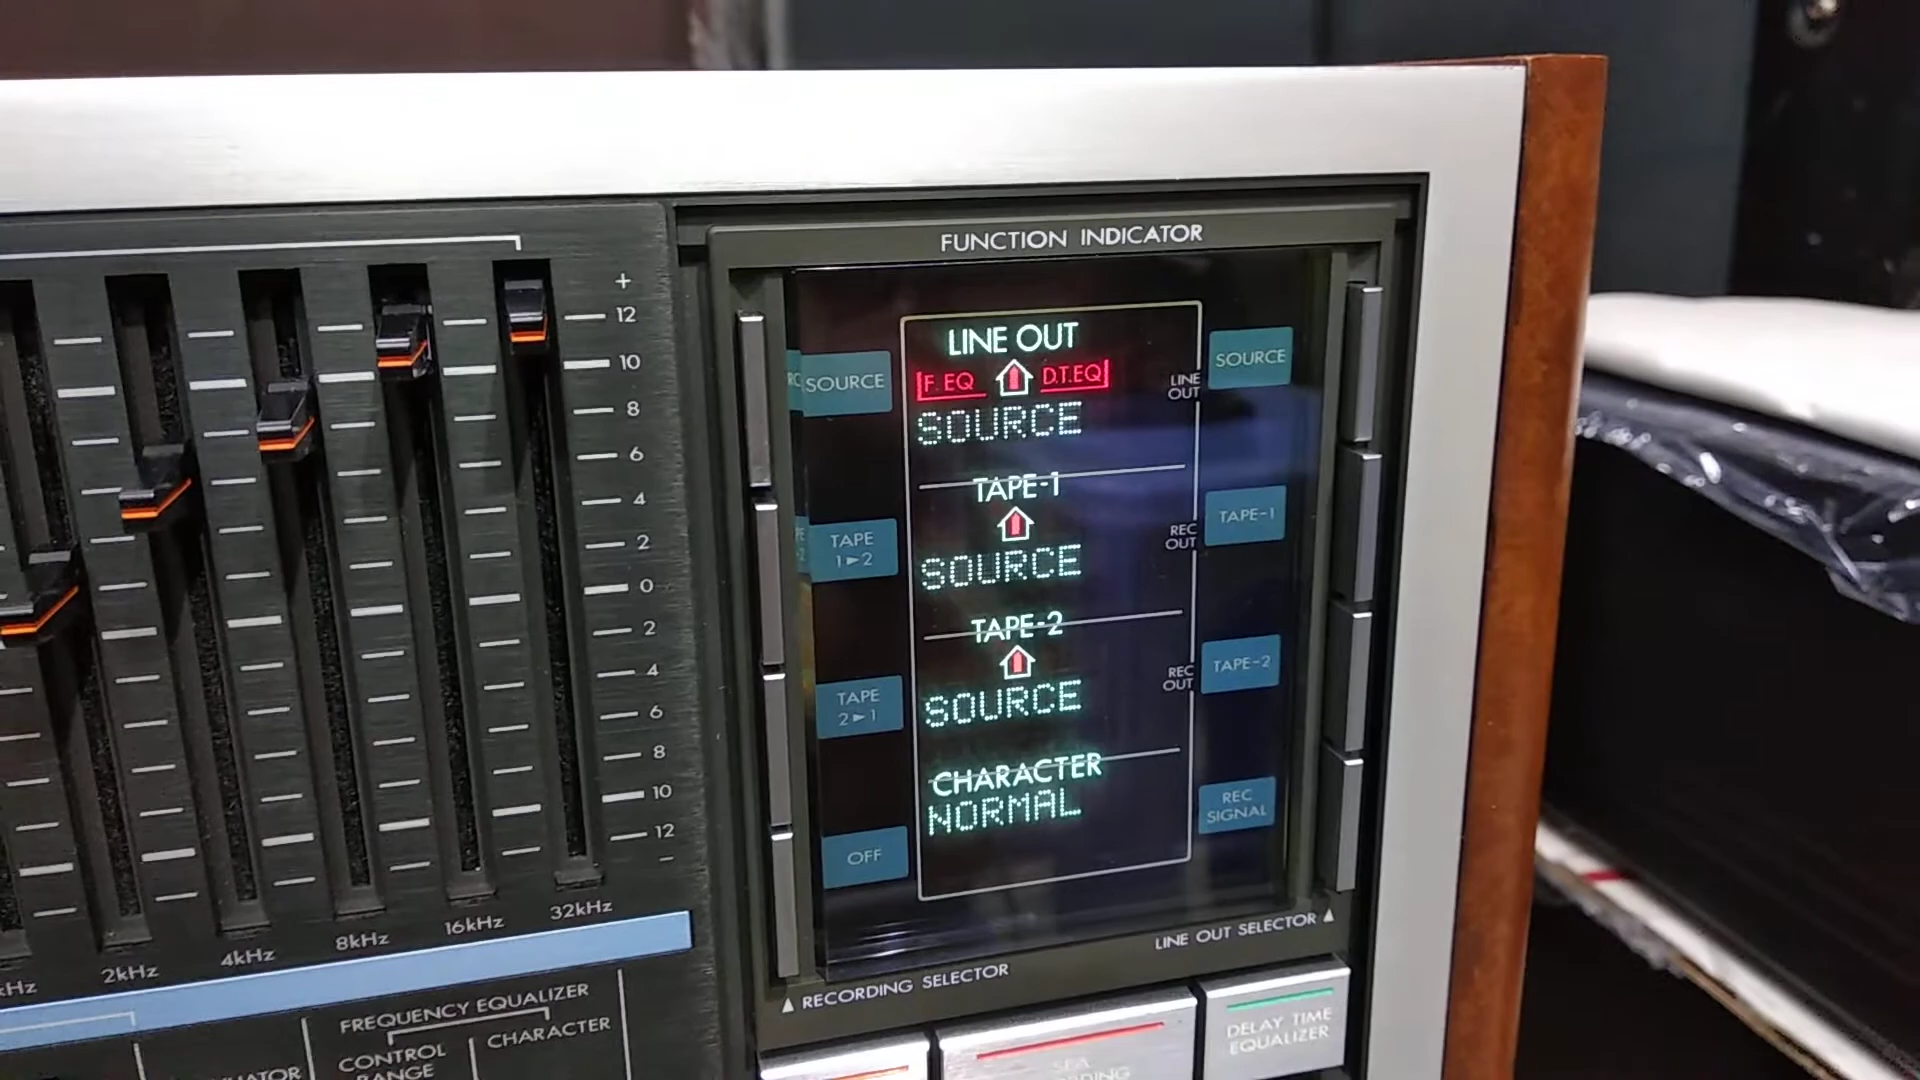 FUNCTION INDICATOR
+
12
10
8
6
4
2
0
2
4
6
8
10
12
-
2kHz
4kHz
8kHz
16kHz
32kHz
FREQUENCY EQUALIZER
CONTROL
RANGE
CHARACTER
SOURCE
TAPE
1►2
TAPE
2►1
OFF
LINE OUT
F. EQ
D.T.EQ
SOURCE
TAPE-1
SOURCE
TAPE-2
SOURCE
CHARACTER
NORMAL
LINE
OUT
REC
OUT
REC
OUT
SOURCE
TAPE-1
TAPE-2
REC
SIGNAL
LINE OUT SELECTOR ▲
▲ RECORDING SELECTOR
DELAY TIME
EQUALIZER